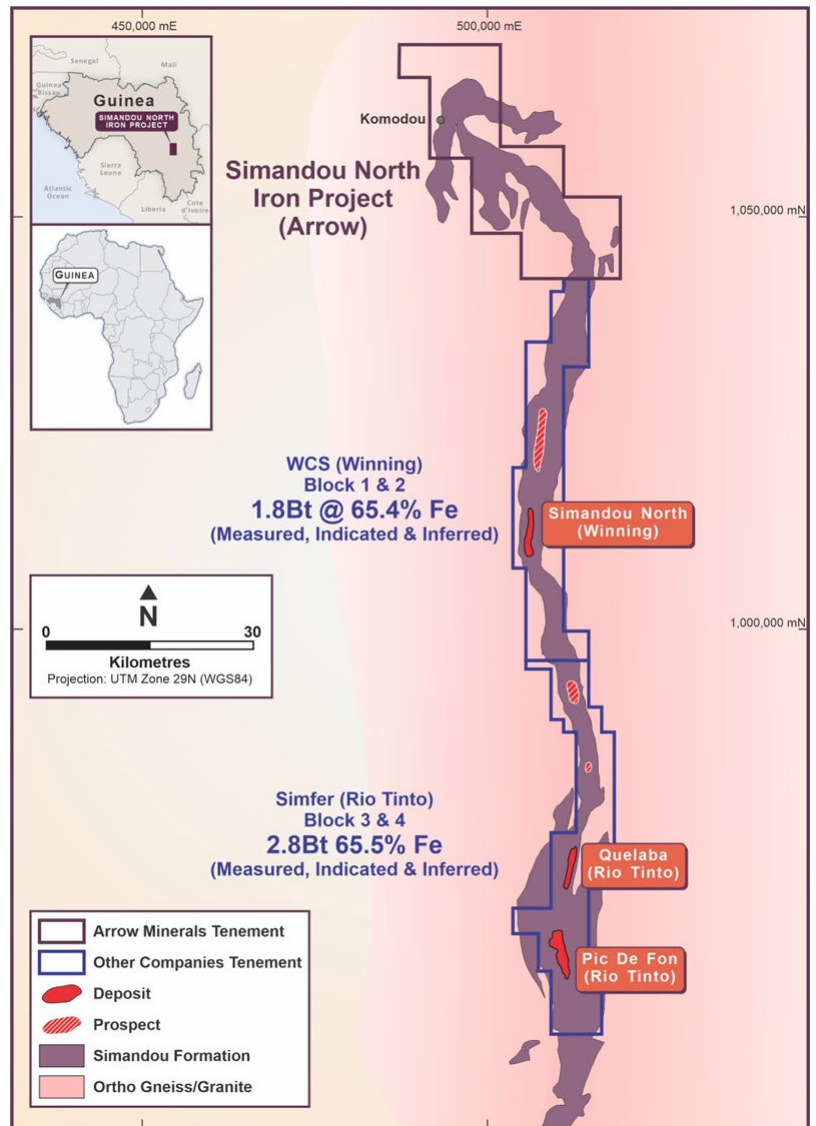 450,000 mE
500,000 mE
Senegal
Mali
Guinea
Bissau
Guinea
SIMANDOU NORTH
IRON PROJECT
Sierra
Leone
Atlantic
Ocean
Liberia
Cote
d'Ivoire
GUINEA
Komodou
Simandou North
Iron Project
(Arrow)
1,050,000 mN
WCS (Winning)
Block 1 & 2
1.8Bt @ 65.4% Fe
(Measured, Indicated & Inferred)
Simandou North
(Winning)
N
0 30
Kilometres
Projection: UTM Zone 29N (WGS84)
1,000,000 mN
Simfer (Rio Tinto)
Block 3 & 4
2.8Bt 65.5% Fe
(Measured, Indicated & Inferred)
Quelaba
(Rio Tinto)
Pic De Fon
(Rio Tinto)
Arrow Minerals Tenement
Other Companies Tenement
Deposit
Prospect
Simandou Formation
Ortho Gneiss/Granite